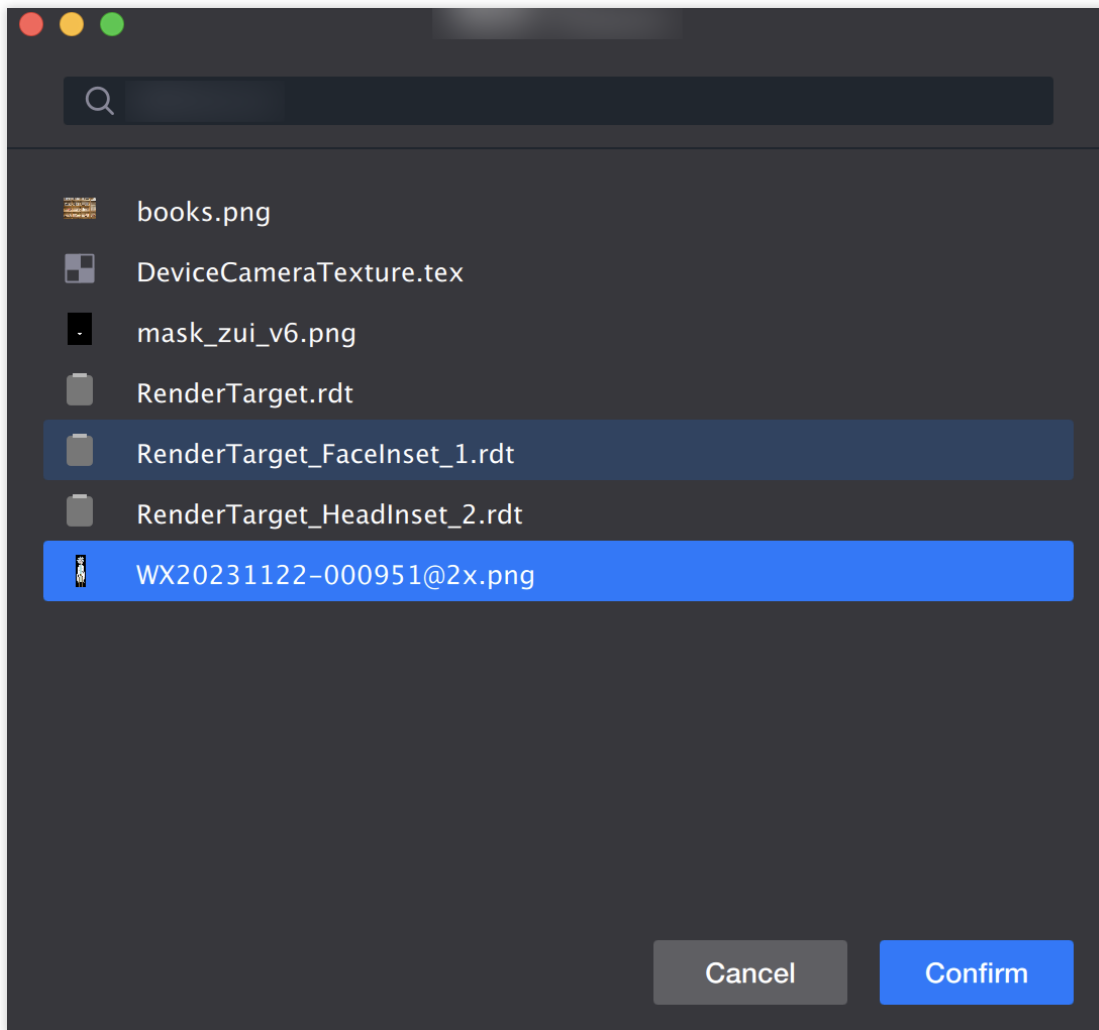 books.png
DeviceCameraTexture.tex
mask_zui_v6.png
RenderTarget.rdt
RenderTarget_FaceInset_1.rdt
RenderTarget_HeadInset_2.rdt
WX20231122-000951@2x.png
Cancel
Confirm